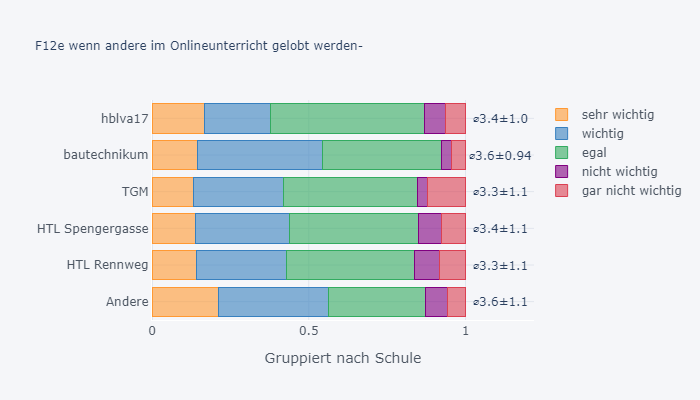 F12e wenn andere im Onlineunterricht gelobt werden-
hblva17 ⌀3.4±1.0
bautechnikum ⌀3.6±0.94
TGM ⌀3.3±1.1
HTL Spengergasse ⌀3.4±1.1
HTL Rennweg ⌀3.3±1.1
Andere ⌀3.6±1.1
0 0.5 1
Gruppiert nach Schule
sehr wichtig
wichtig
egal
nicht wichtig
gar nicht wichtig